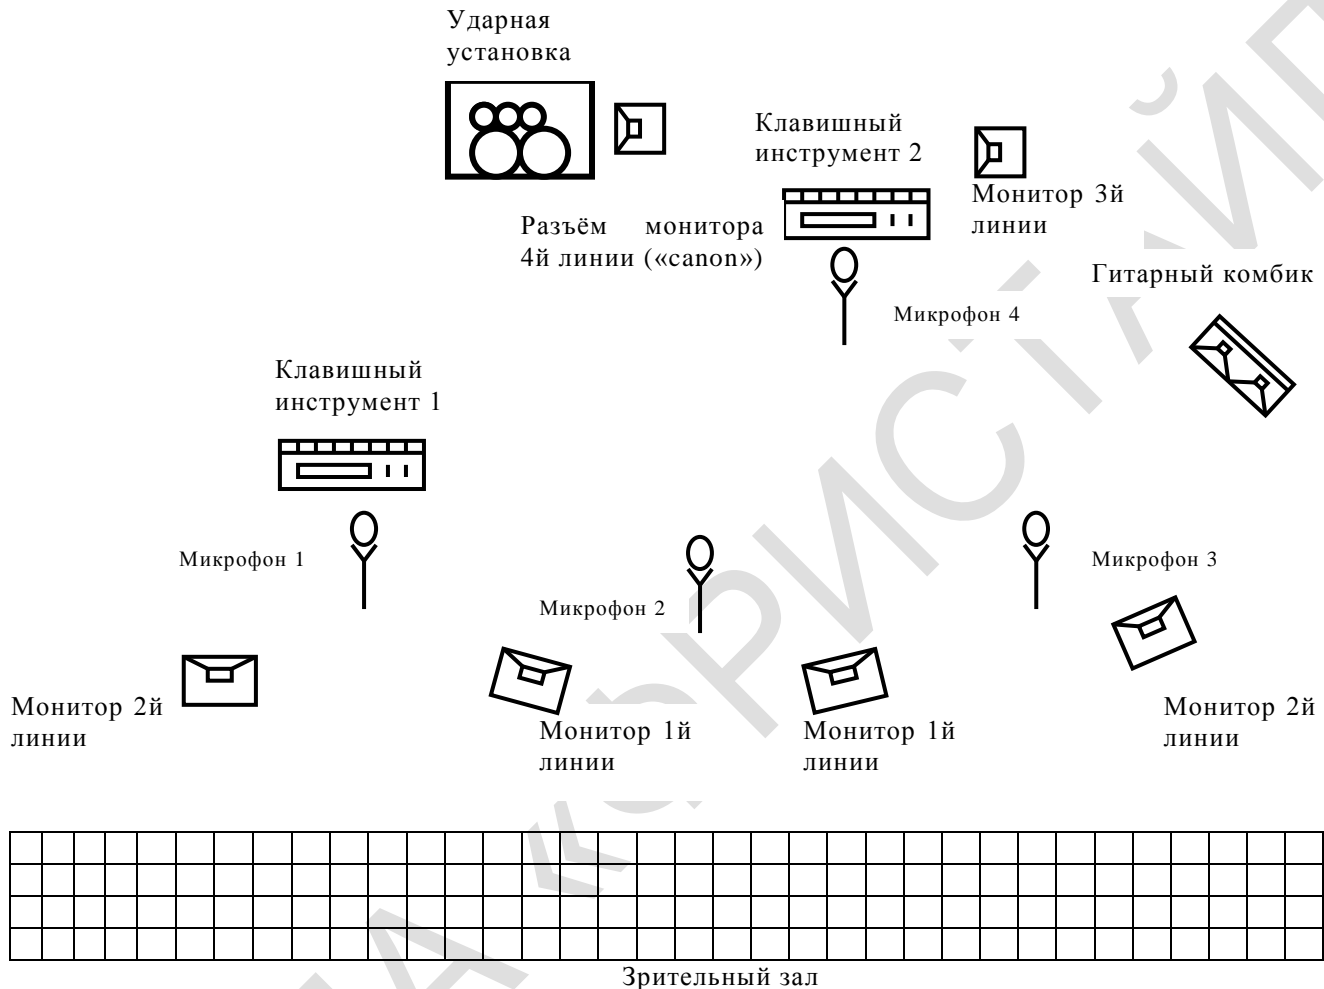 Ударная
установка
Клавишный
инструмент 2
Монитор 3й
линии
Разъём монитора
4й линии («canon»)
Гитарный комбик
Микрофон 4
Клавишный
инструмент 1
Микрофон 1
Микрофон 2
Микрофон 3
Монитор 2й
линии
Монитор 1й
линии
Монитор 1й
линии
Монитор 2й
линии
Зрительный зал